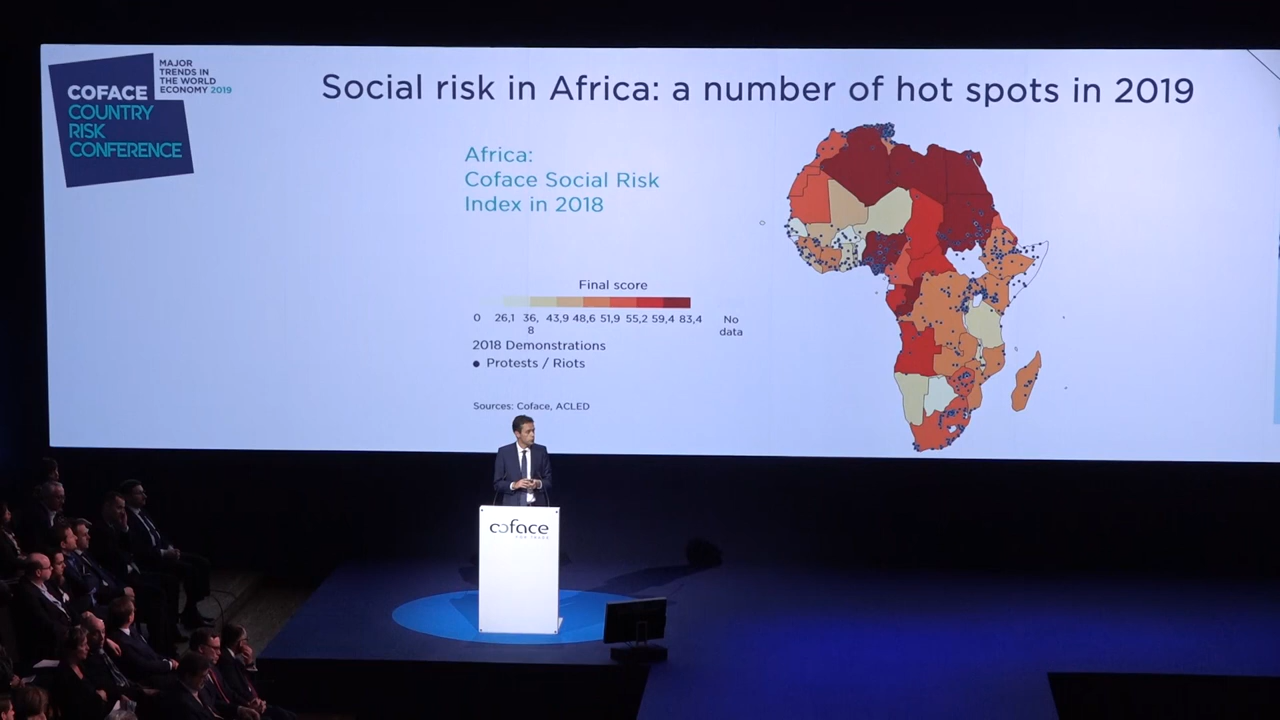 MAJOR
TRENDS IN
THE WORLD
ECONOMY 2019
COFACE
COUNTRY
RISK
CONFERENCE
Social risk in Africa: a number of hot spots in 2019
Africa:
Coface Social Risk
Index in 2018
Final score
0 26,1 36, 43,9 48,6 51,9 55,2 59,4 83,4 No
8 data
2018 Demonstrations
Protests / Riots
Sources: Coface, ACLED
coface
FOR TRADE